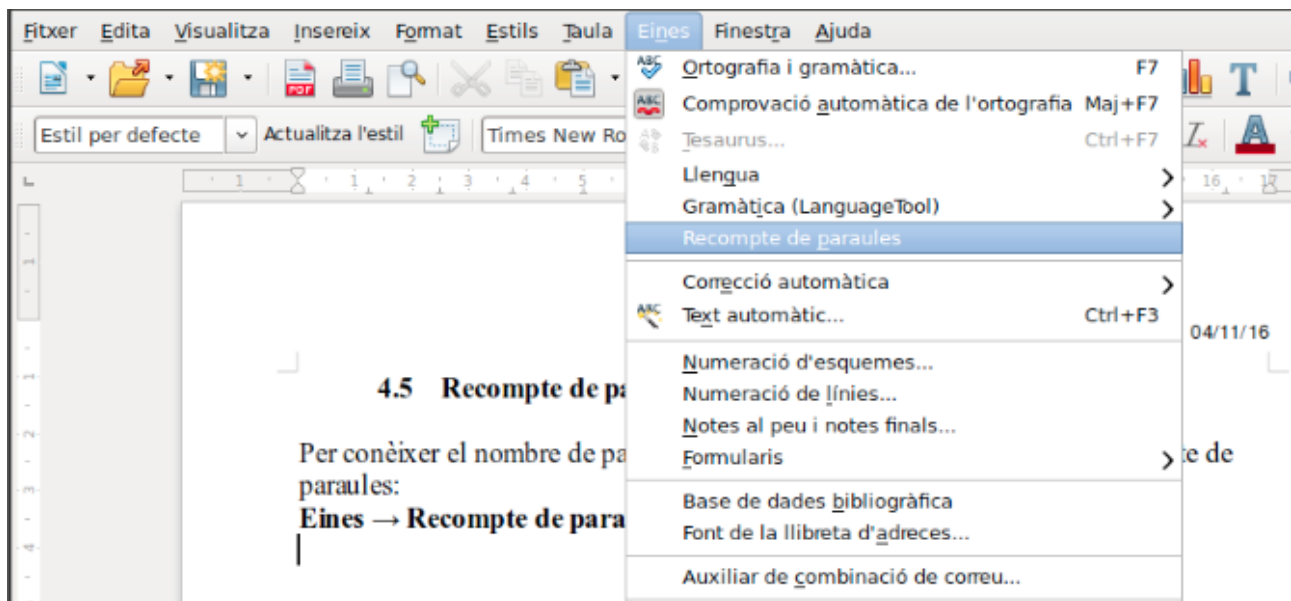 Fitxer Edita Visualitza Insereix Format Estils Taula Eines Finestra Ajuda
Ortografia i gramàtica... F7
Comprovació automàtica de l'ortografia Maj+F7
Estil per defecte Actualitza l'estil Times New Ro
Tesaurus... Ctrl+F7
Llengua
Gramàtica (LanguageTool)
Recompte de paraules
Correcció automàtica
Text automàtic... Ctrl+F3
04/11/16
Numeració d'esquemes...
4.5 Recompte de pa
Numeració de línies...
Notes al peu i notes finals...
Per conèixer el nombre de pa
Formularis
te de
paraules:
Base de dades bibliogràfica
Eines → Recompte de para
Font de la llibreta d'adreces...
Auxiliar de combinació de correu...